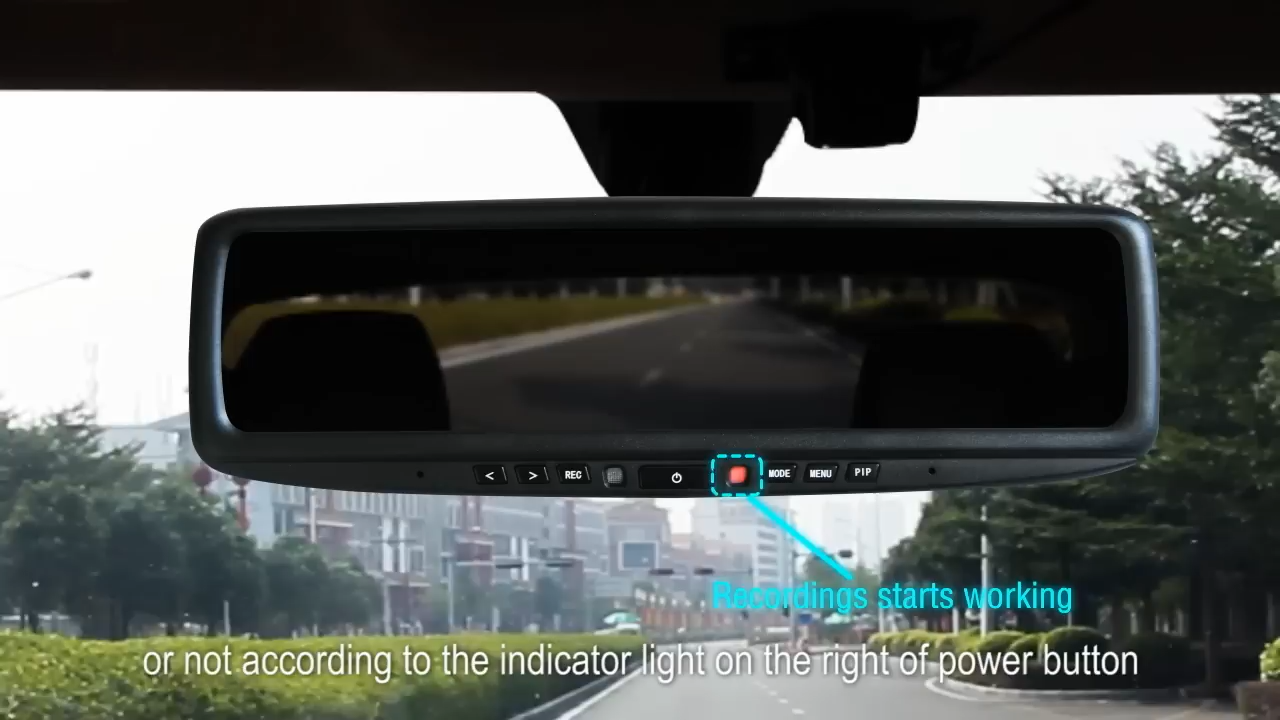 < > REC MODE MENU PIP
Recordings starts working
or not according to the indicator light on the right of power button